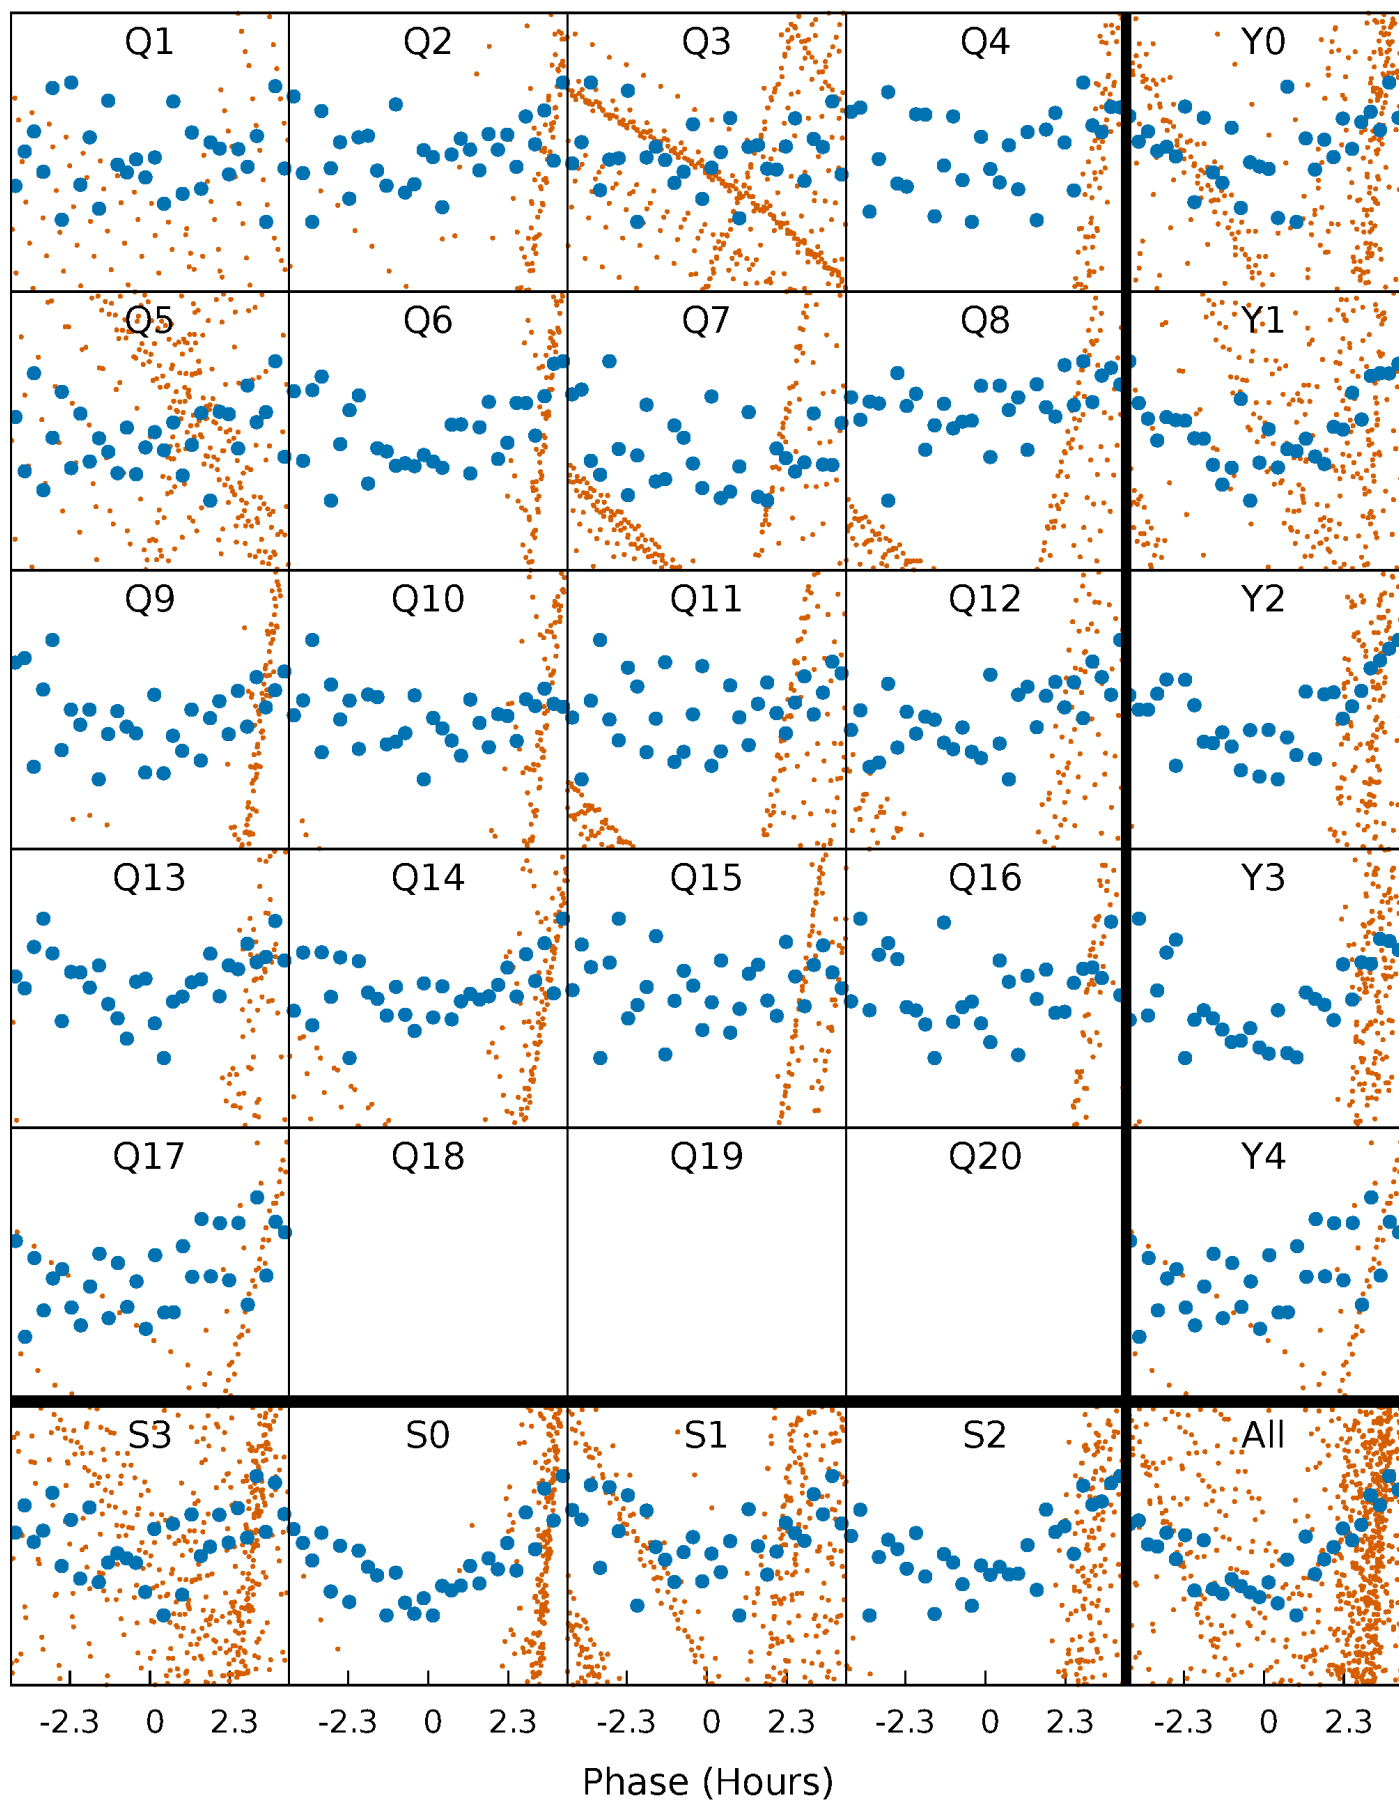 Q1 Q2 Q3 Q4 Y0
Q5 Q6 Q7 Q8 Y1
Q9 Q10 Q11 Q12 Y2
Q13 Q14 Q15 Q16 Y3
Q17 Q18 Q19 Q20 Y4
S3 S0 S1 S2 All
-2.3 0 2.3 -2.3 0 2.3 -2.3 0 2.3 -2.3 0 2.3 -2.3 0 2.3
Phase (Hours)